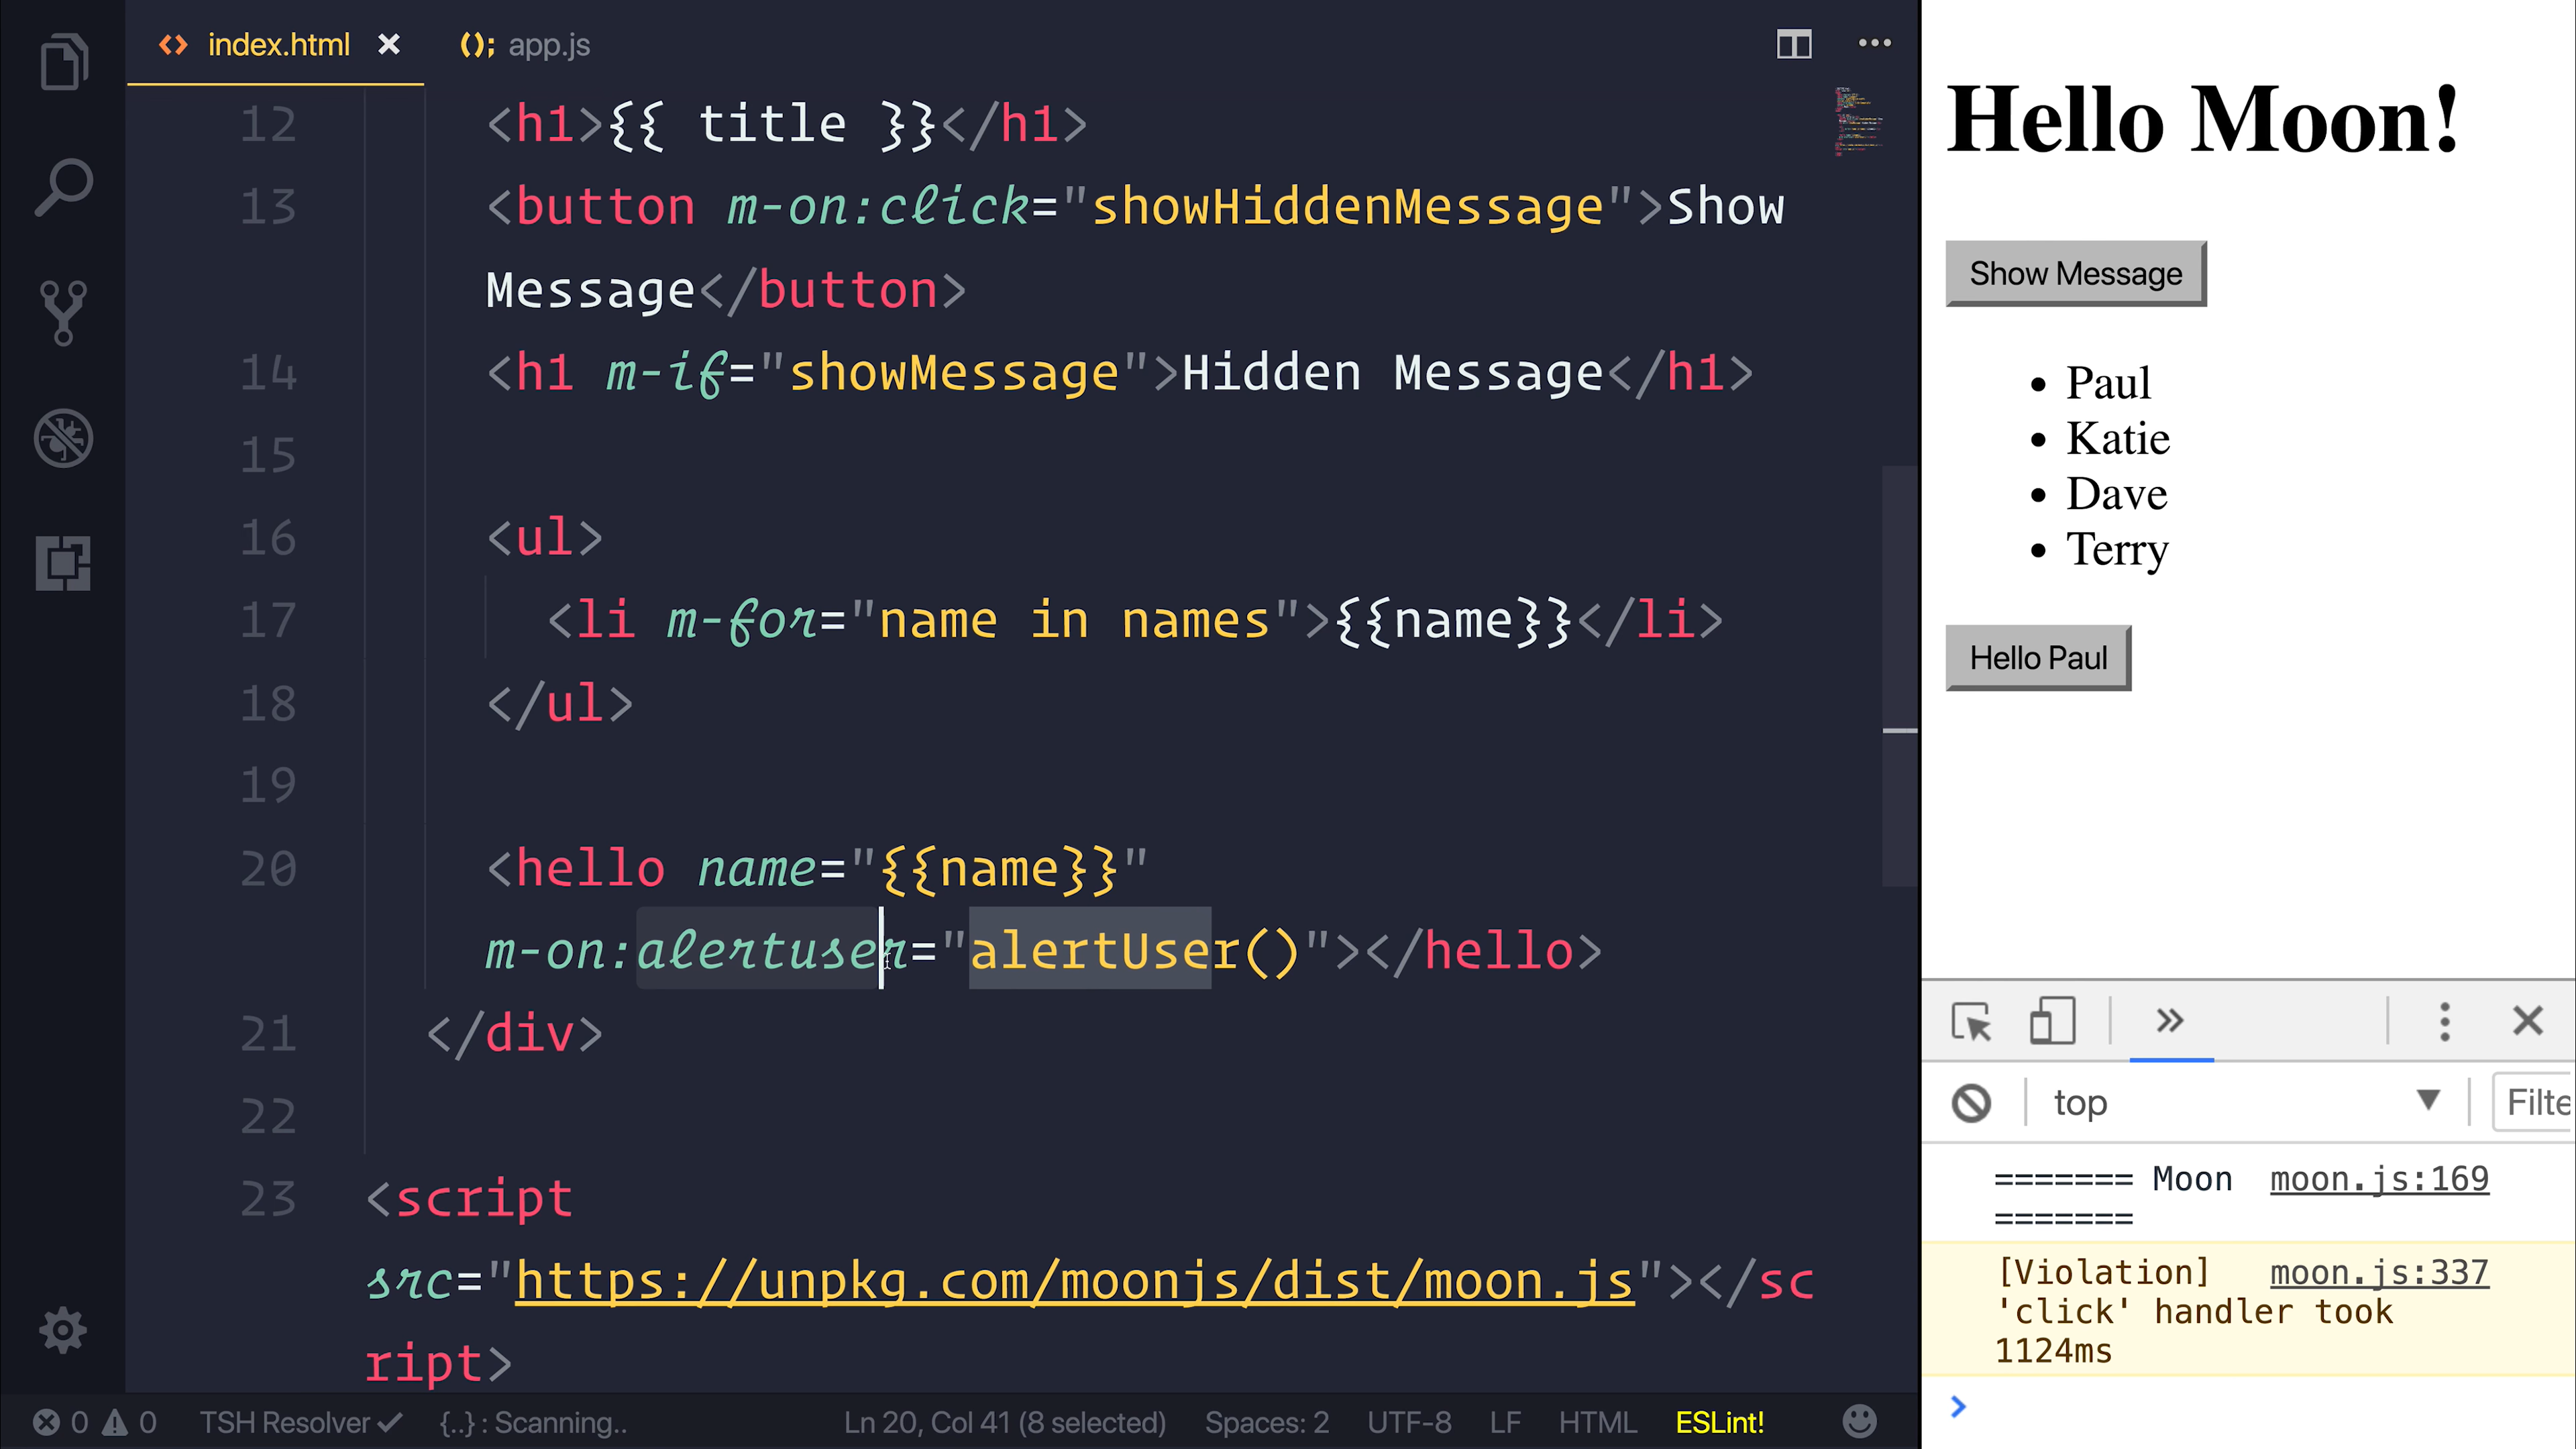 index.html
app.js
12 <h1>{{ title }}</h1>
13 <button m-on:click="showHiddenMessage">Show
Message</button>
14 <h1 m-if="showMessage">Hidden Message</h1>
15
16 <ul>
17 <li m-for="name in names">{{name}}</li>
18 </ul>
19
20 <hello name="{{name}}"
m-on:alertuser="alertUser()"></hello>
21 </div>
22
23 <script
src="https://unpkg.com/moonjs/dist/moon.js"></sc
ript>
0 0 TSH Resolver {..} : Scanning.. Ln 20, Col 41 (8 selected) Spaces: 2 UTF-8 LF HTML ESLint!
Hello Moon!
Show Message
Paul
Katie
Dave
Terry
Hello Paul
top Filte
======= Moon moon.js:169
=======
[Violation] moon.js:337
'click' handler took
1124ms